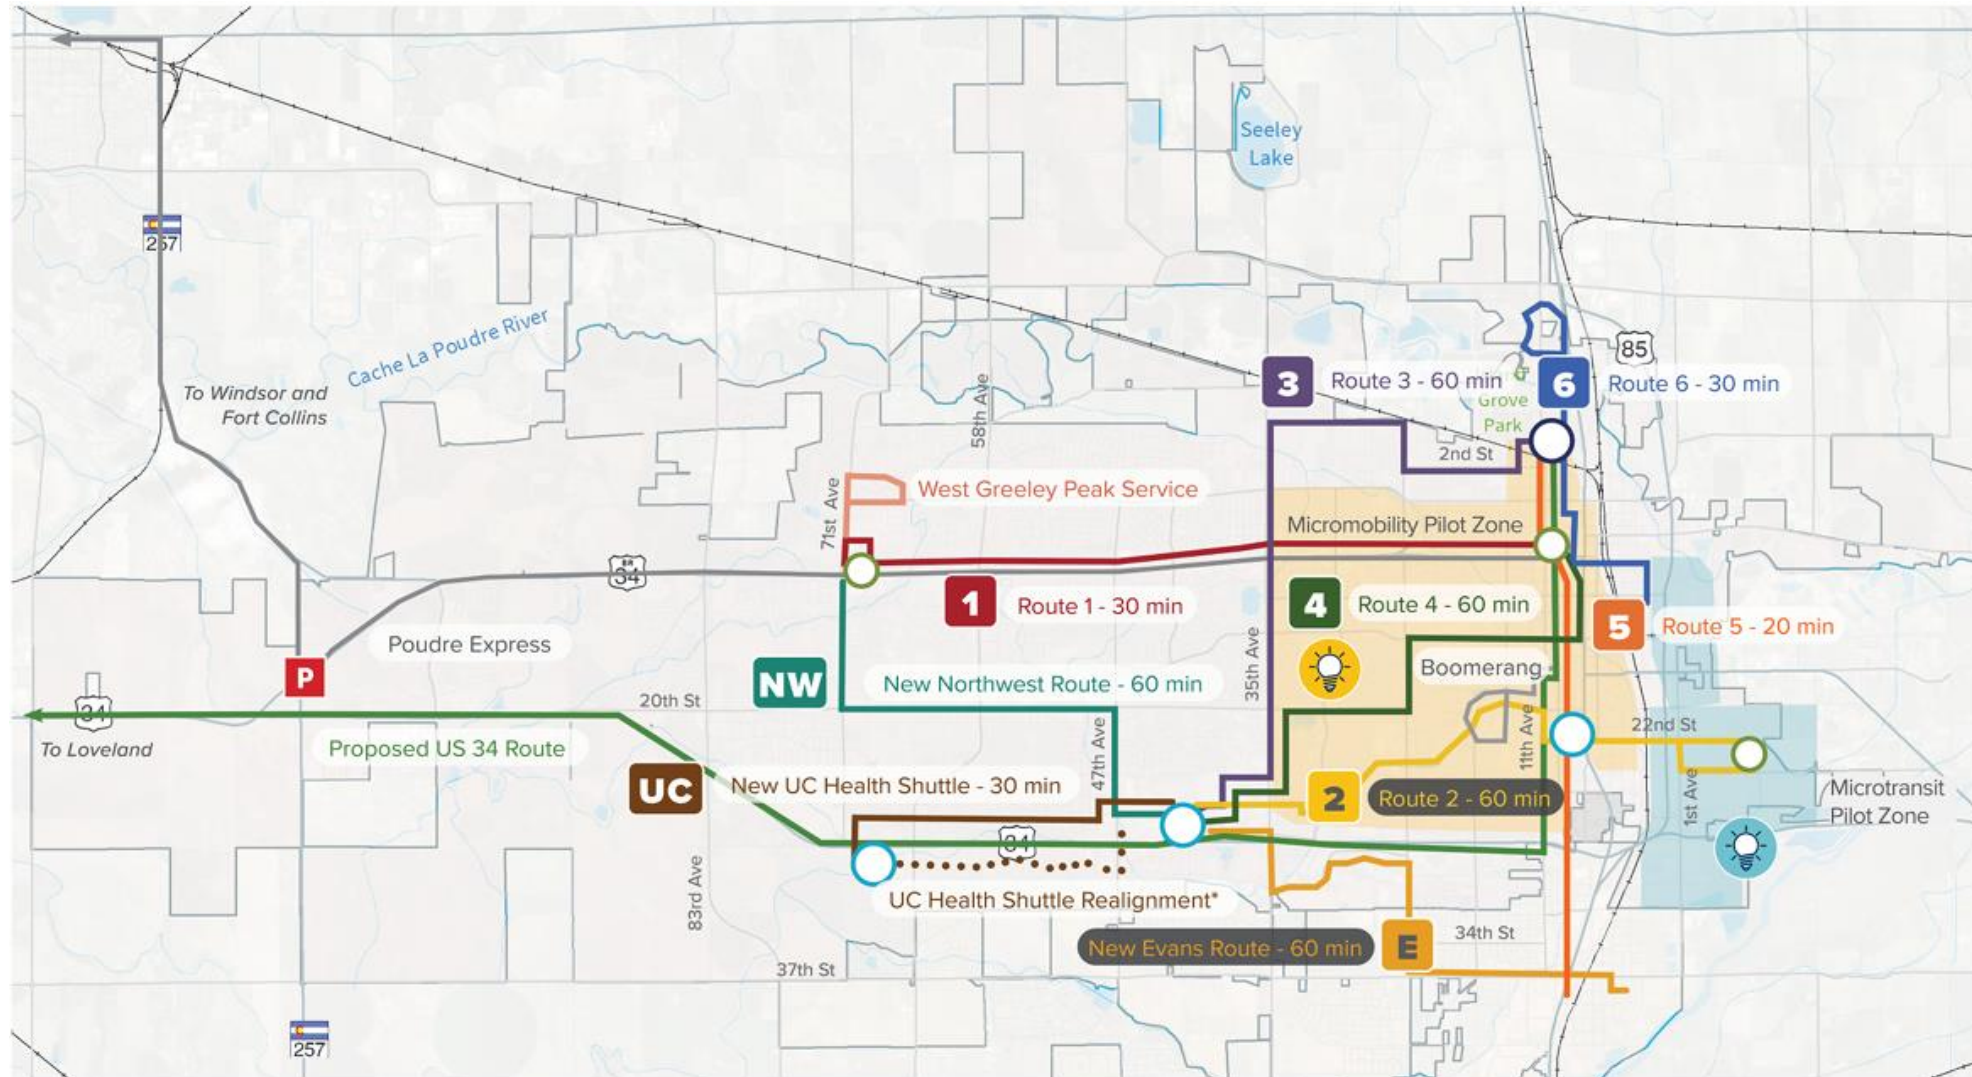 Seeley
Lake
257
Cache La Poudre River
To Windsor and
Fort Collins
58th Ave
3
Route 3 - 60 min
6
Route 6 - 30 min
85
Grove
Park
2nd St
71st Ave
West Greeley Peak Service
Micromobility Pilot Zone
BR
34
1
Route 1 - 30 min
4
Route 4 - 60 min
5
Route 5 - 20 min
35th Ave
Poudre Express
P
Boomerang
NW
New Northwest Route - 60 min
34
20th St
To Loveland
Proposed US 34 Route
47th Ave
11th Ave
22nd St
UC
New UC Health Shuttle - 30 min
2
Route 2 - 60 min
1st Ave
Microtransit
Pilot Zone
34
83rd Ave
UC Health Shuttle Realignment*
New Evans Route - 60 min
E
34th St
37th St
257